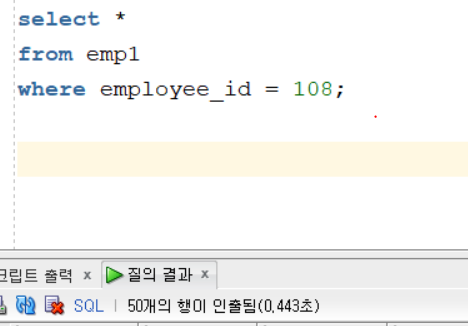 select *
from emp1
where employee_id = 108;
크립트 출력 x 질의 결과 x
SQL | 50개의 행이 인출됨(0,443초)